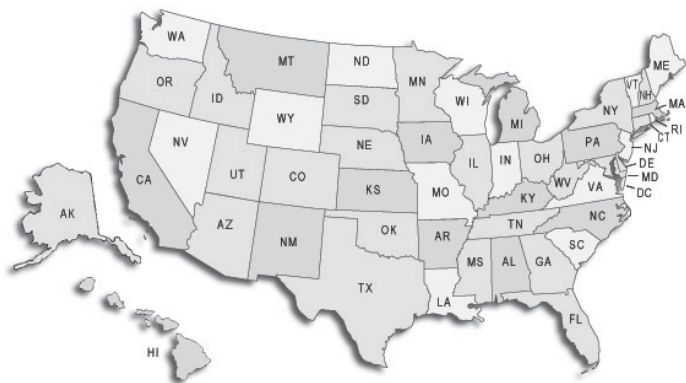 WA
MT
ND
MN
ME
VT
NH
OR
ID
SD
WI
NY
MA
WY
MI
RI
CT
NV
NE
IA
PA
NJ
CA
UT
CO
IL
IN
OH
DE
KS
MO
WV
VA
MD
DC
KY
AK
AZ
NM
OK
AR
TN
NC
SC
MS
AL
GA
TX
LA
FL
HI